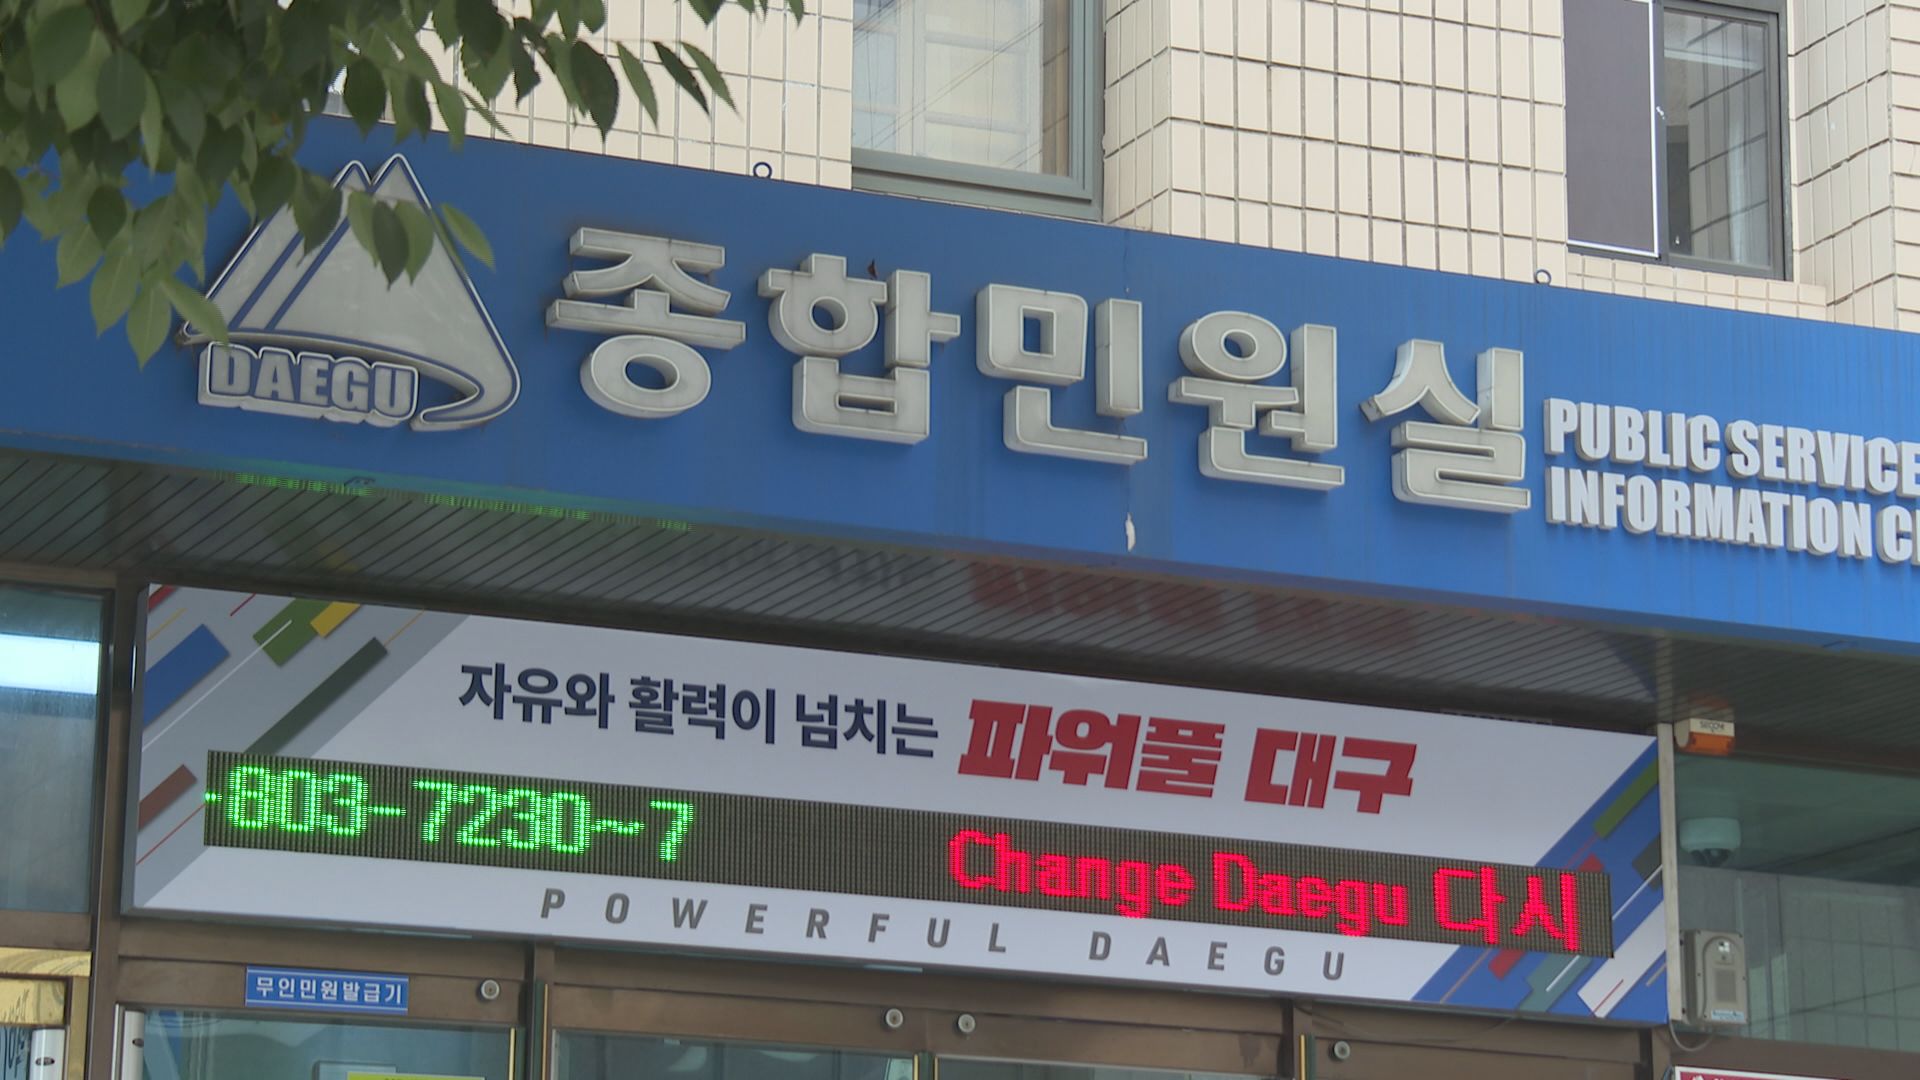 DAEGU
종합민원실
PUBLIC SERVICE
INFORMATION
자유와 활력이 넘치는 파워풀 대구
-803-7230~7 Change Daegu 다시
POWERFUL DAEGU
무인민원발급기